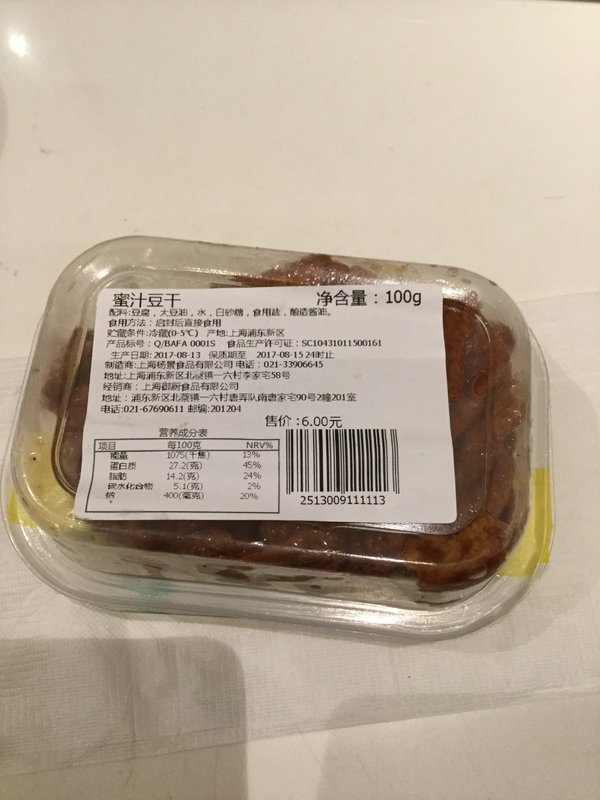 蜜汁豆干 净含量：100g
配料:豆腐，大豆油，水，白砂糖，食用盐，酿造酱油。
食用方法：启封后直接食用
贮藏条件:冷藏(0-5℃) 产地:上海浦东新区
产品标号：Q/BAFA 0001S 食品生产许可证：SC10431011500161
生产日期:2017-08-13 保质期至 2017-08-15 24时止
制造商:上海杨景食品有限公司 电话：021-33906645
地址:上海浦东新区北蔡镇一六村李家宅58号
经销商：上海御厨食品有限公司
地址：浦东新区北蔡镇一六村唐弄队南唐家宅90号2幢201室
电话:021-67690611 邮编:201204
售价:6.00元
营养成分表
项目 每100克 NRV%
能量 1075(千焦) 13%
蛋白质 27.2(克) 45%
脂肪 14.2(克) 24%
碳水化合物 5.1(克) 2%
钠 400(毫克) 20%
2513009111113